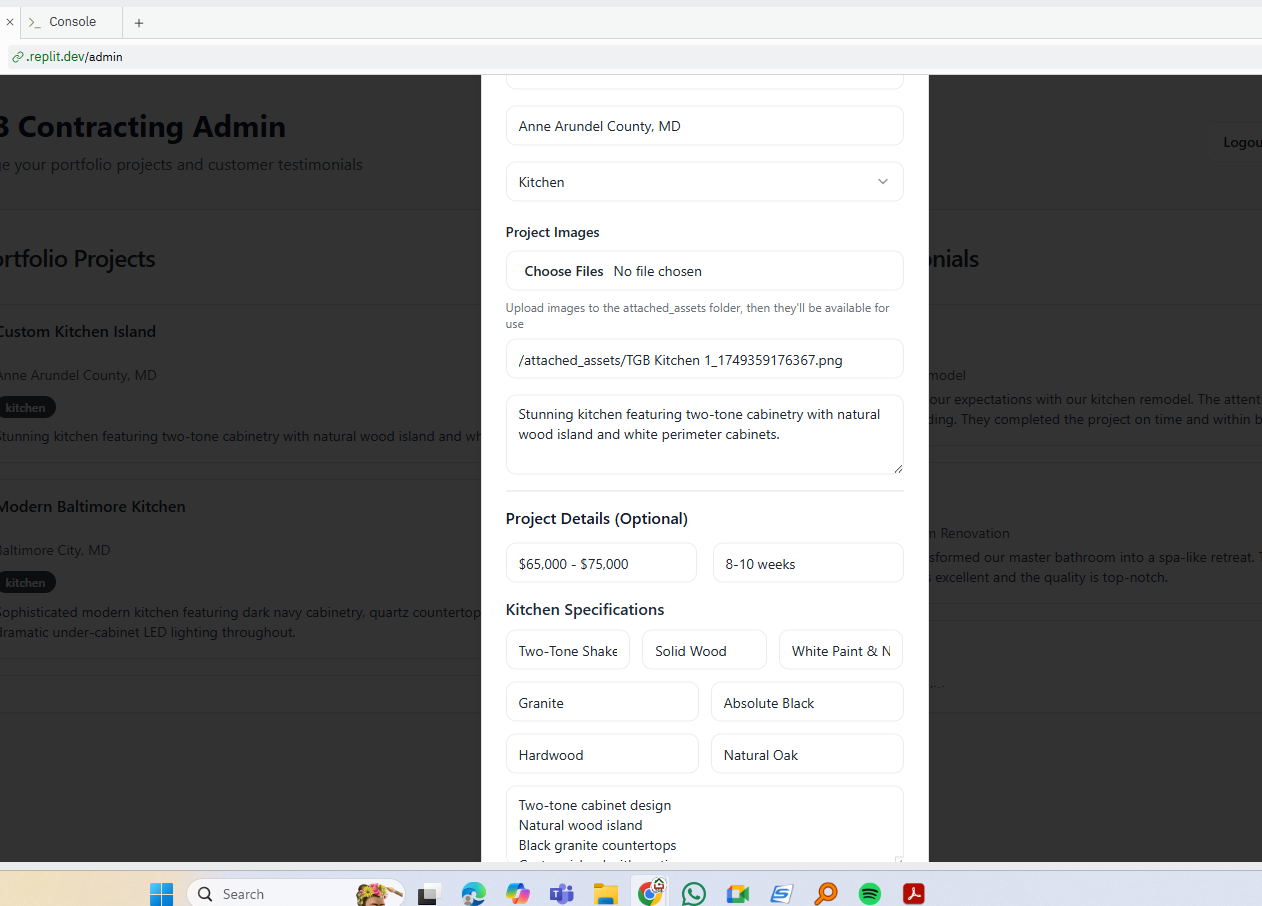 Console
.replit.dev/admin
Contracting Admin
your portfolio projects and customer testimonials
Logou
Portfolio Projects
Custom Kitchen Island
Anne Arundel County, MD
kitchen
Stunning kitchen featuring two-tone cabinetry with natural wood island and wh
Modern Baltimore Kitchen
Baltimore City, MD
kitchen
Sophisticated modern kitchen featuring dark navy cabinetry, quartz countertop
dramatic under-cabinet LED lighting throughout.
Anne Arundel County, MD
Kitchen
Project Images
Choose Files No file chosen
Upload images to the attached_assets folder, then they'll be available for
use
/attached_assets/TGB Kitchen 1_1749359176367.png
Stunning kitchen featuring two-tone cabinetry with natural
wood island and white perimeter cabinets.
Project Details (Optional)
$65,000 - $75,000
8-10 weeks
Kitchen Specifications
Two-Tone Shake
Solid Wood
White Paint & N
Granite
Absolute Black
Hardwood
Natural Oak
Two-tone cabinet design
Natural wood island
Black granite countertops
nials
model
our expectations with our kitchen remodel. The attent
ding. They completed the project on time and within b
Renovation
sformed our master bathroom into a spa-like retreat.
excellent and the quality is top-notch.
Search